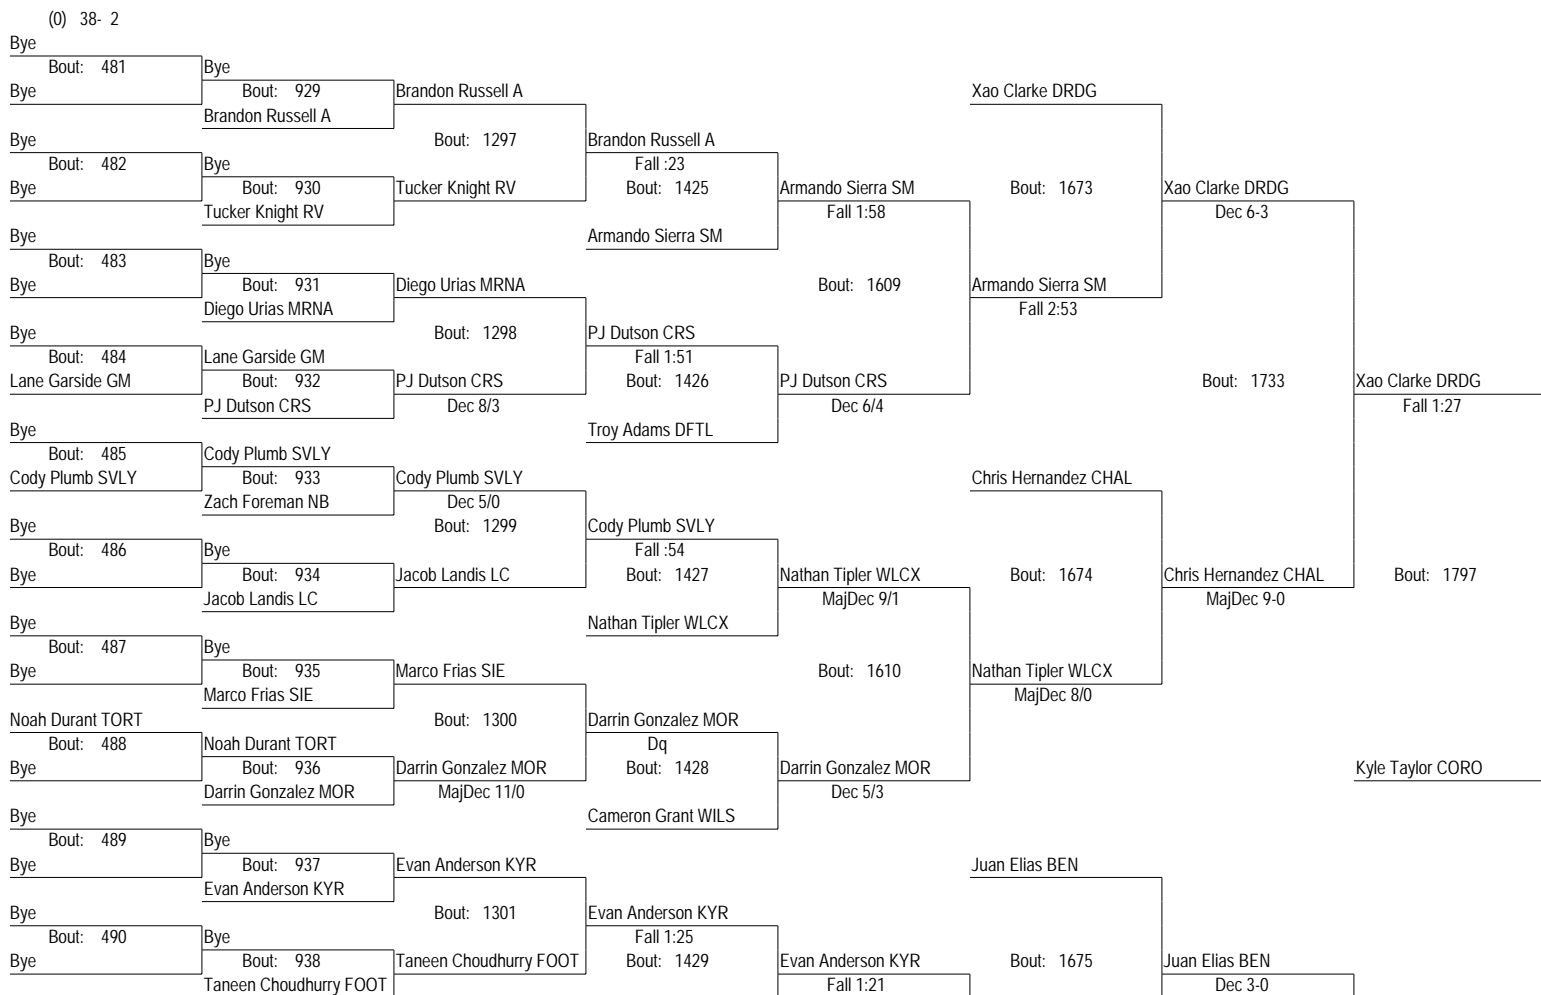 (0) 38- 2
Bye
Bout: 481 Bye
Bye Bout: 929 Brandon Russell A Xao Clarke DRDG
Brandon Russell A
Bye Bout: 1297 Brandon Russell A
Bout: 482 Bye Fall :23
Bye Bout: 930 Tucker Knight RV Bout: 1425 Armando Sierra SM Bout: 1673 Xao Clarke DRDG
Tucker Knight RV Fall 1:58 Dec 6-3
Bye Armando Sierra SM
Bout: 483 Bye
Bye Bout: 931 Diego Urias MRNA Bout: 1609 Armando Sierra SM
Diego Urias MRNA Fall 2:53
Bye Bout: 1298 PJ Dutson CRS
Bout: 484 Lane Garside GM Fall 1:51
Lane Garside GM Bout: 932 PJ Dutson CRS Bout: 1426 PJ Dutson CRS Bout: 1733 Xao Clarke DRDG
PJ Dutson CRS Dec 8/3 Dec 6/4 Fall 1:27
Bye Troy Adams DFTL
Bout: 485 Cody Plumb SVLY
Cody Plumb SVLY Bout: 933 Cody Plumb SVLY Chris Hernandez CHAL
Zach Foreman NB Dec 5/0
Bye Bout: 1299 Cody Plumb SVLY
Bout: 486 Bye Fall :54
Bye Bout: 934 Jacob Landis LC Bout: 1427 Nathan Tipler WLCX Bout: 1674 Chris Hernandez CHAL Bout: 1797
Jacob Landis LC MajDec 9/1 MajDec 9-0
Bye Nathan Tipler WLCX
Bout: 487 Bye
Bye Bout: 935 Marco Frias SIE Bout: 1610 Nathan Tipler WLCX
Marco Frias SIE MajDec 8/0
Noah Durant TORT Bout: 1300 Darrin Gonzalez MOR
Bout: 488 Noah Durant TORT Dq
Bye Bout: 936 Darrin Gonzalez MOR Bout: 1428 Darrin Gonzalez MOR Kyle Taylor CORO
Darrin Gonzalez MOR MajDec 11/0 Dec 5/3
Bye Cameron Grant WILS
Bout: 489 Bye
Bye Bout: 937 Evan Anderson KYR Juan Elias BEN
Evan Anderson KYR
Bye Bout: 1301 Evan Anderson KYR
Bout: 490 Bye Fall 1:25
Bye Bout: 938 Taneen Choudhurry FOOT Bout: 1429 Evan Anderson KYR Bout: 1675 Juan Elias BEN
Taneen Choudhurry FOOT Fall 1:21 Dec 3-0